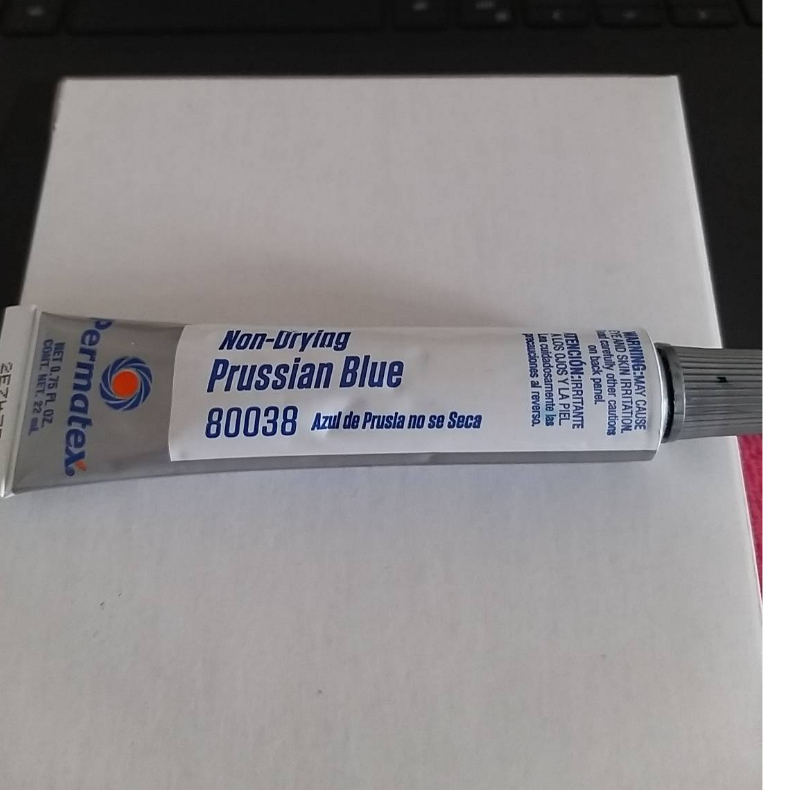 Permatex
NET 0.75 FL OZ.
CONT. NET. 22 mL
Non-Drying
Prussian Blue
80038 Azul de Prusia no se Seca
ATENCIÓN: IRRITANTE
A LOS OJOS Y LA PIEL.
Lea cuidadosamente las
precauciones al reverso.
WARNING: MAY CAUSE
EYE AND SKIN IRRITATION.
Read carefully other cautions
on back panel.